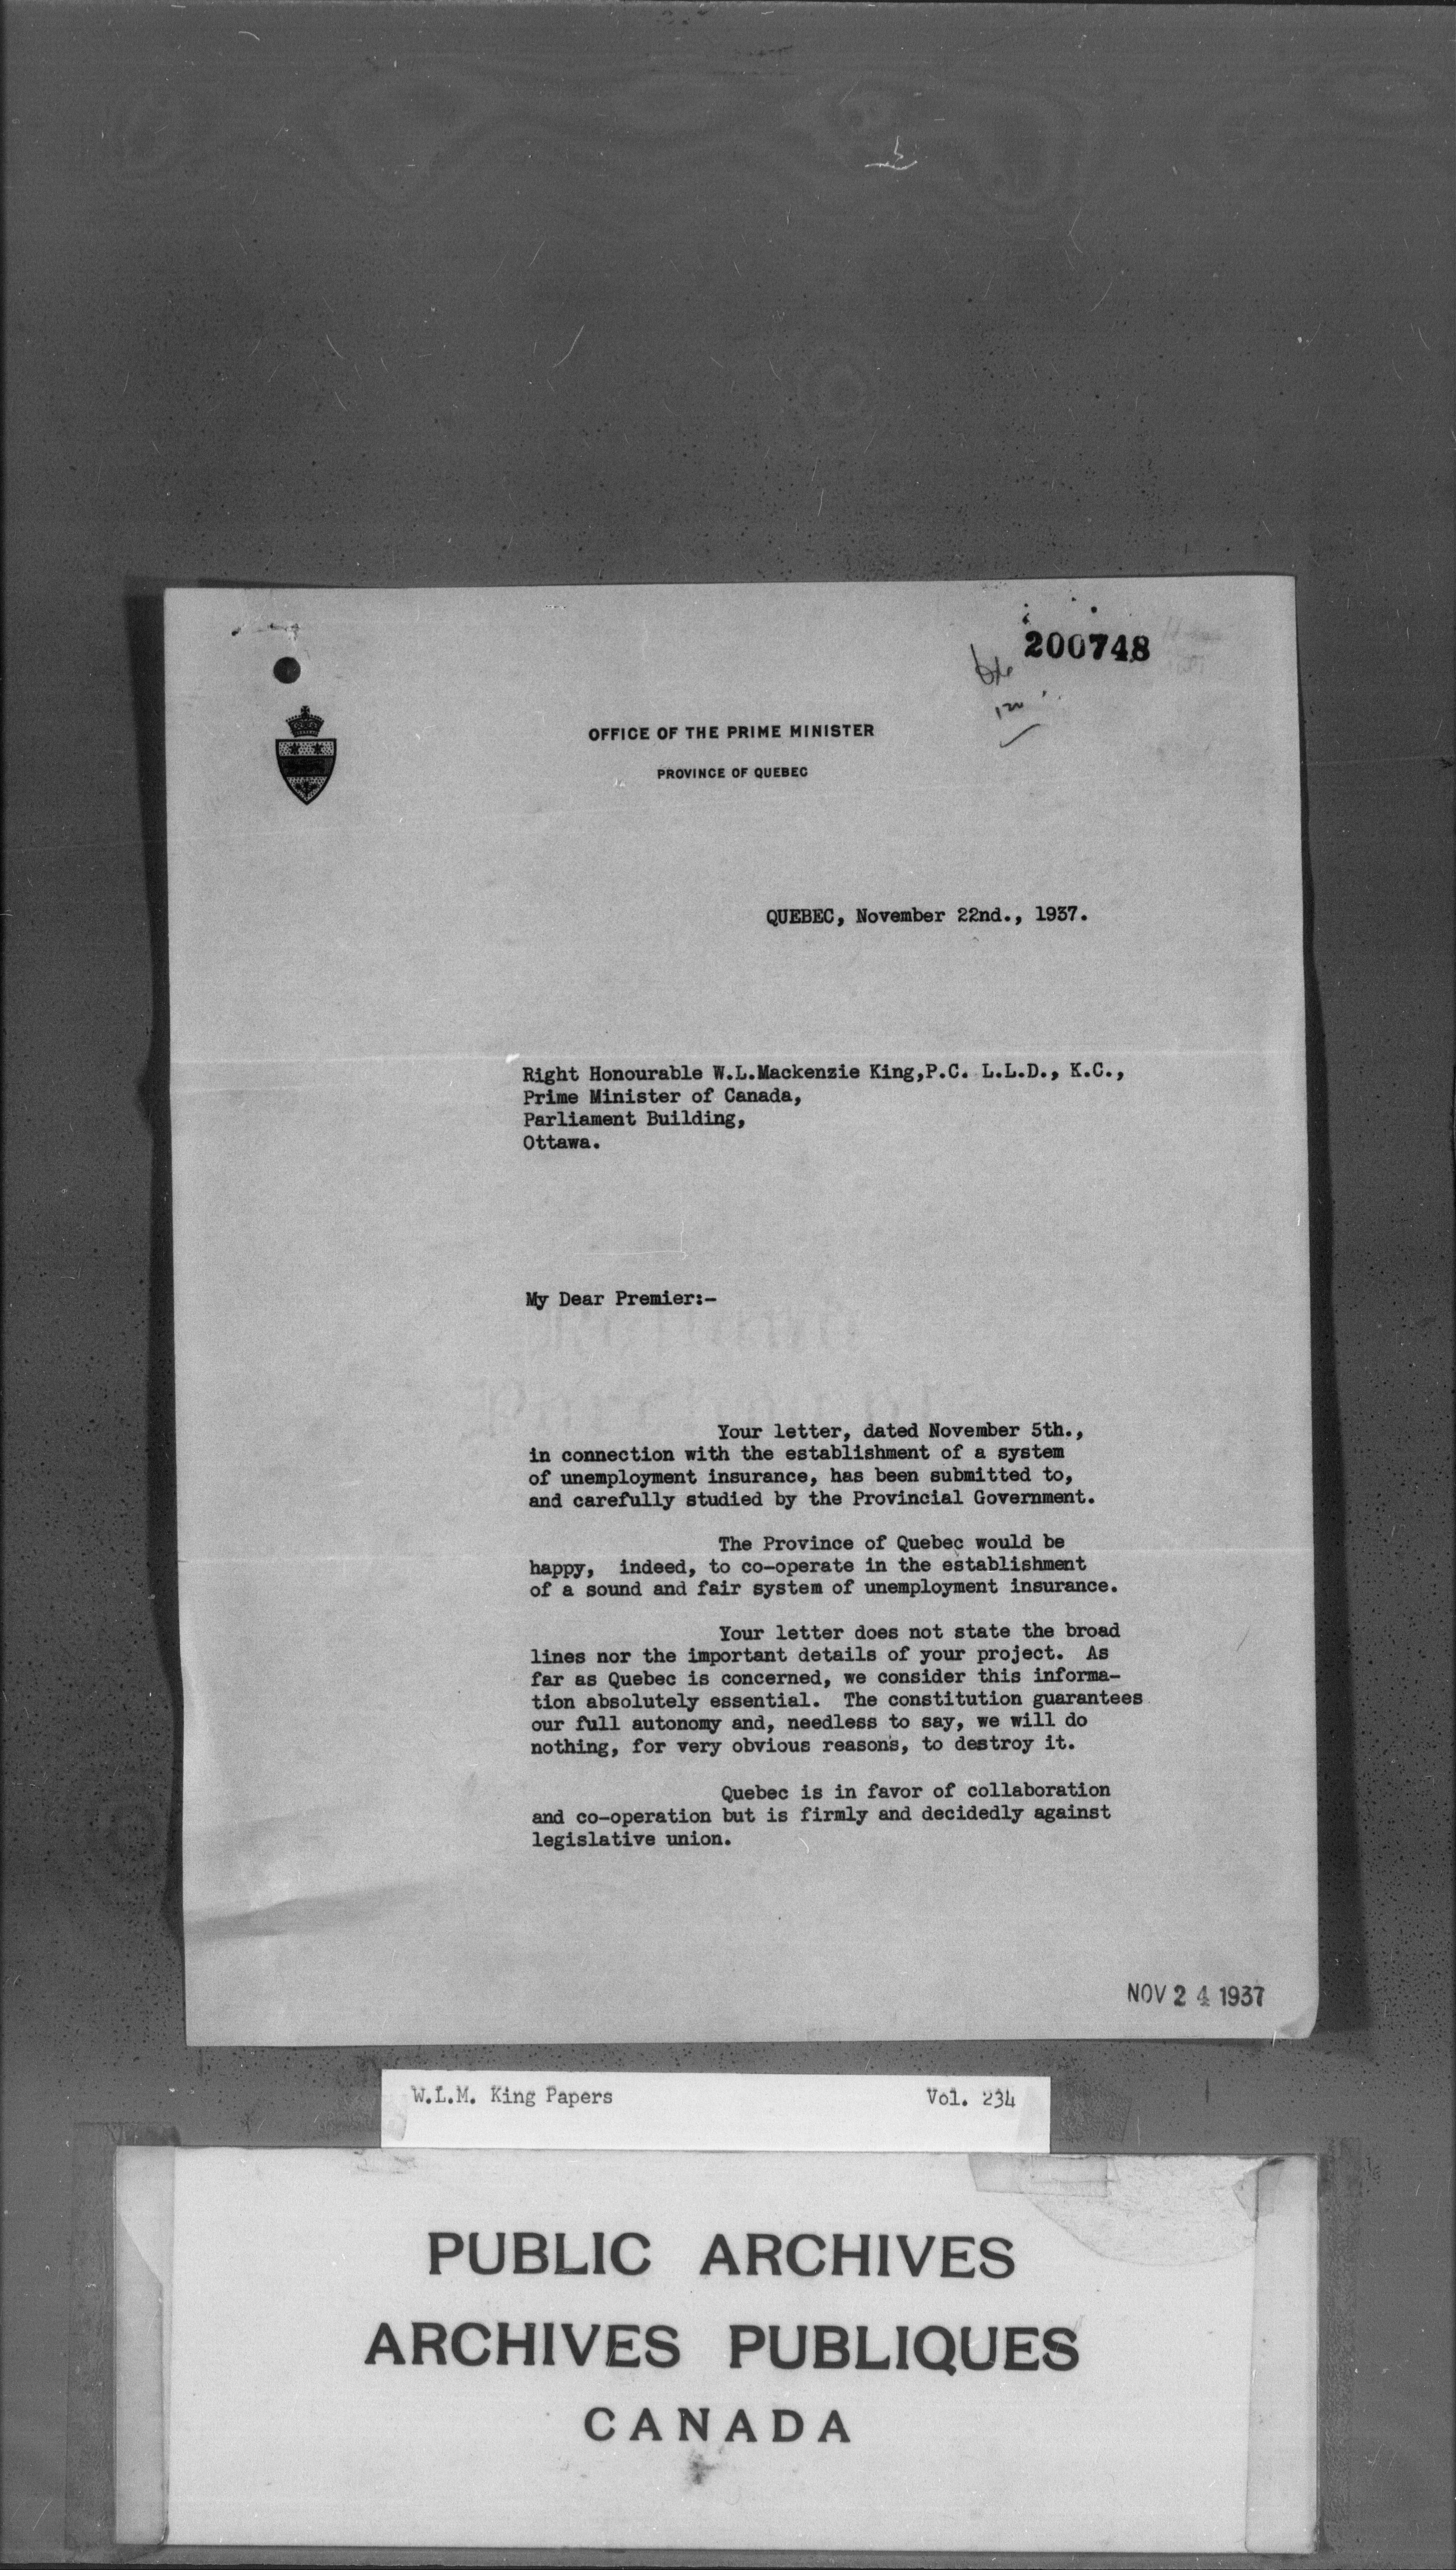 200748
OFFICE OF THE PRIME MINISTER
PROVINCE OF QUEBEC
QUEBEC, November 22nd., 1937.
Right Honourable W.L.Mackenzie King,P.C. L.L.D., K.C.,
Prime Minister of Canada,
Parliament Building,
Ottawa.
My Dear Premier:-
Your letter, dated November 5th.,
in connection with the establishment of a system
of unemployment insurance, has been submitted to,
and carefully studied by the Provincial Government.
The Province of Quebec would be
happy, indeed, to co-operate in the establishment
of a sound and fair system of unemployment insurance.
Your letter does not state the broad
lines nor the important details of your project. As
far as Quebec is concerned, we consider this informa-
tion absolutely essential. The constitution guarantees
our full autonomy and, needless to say, we will do
nothing, for very obvious reasons, to destroy it.
Quebec is in favor of collaboration
and co-operation but is firmly and decidedly against
legislative union.
NOV 24 1937
W.L.M. King Papers Vol. 234
PUBLIC ARCHIVES
ARCHIVES PUBLIQUES
CANADA